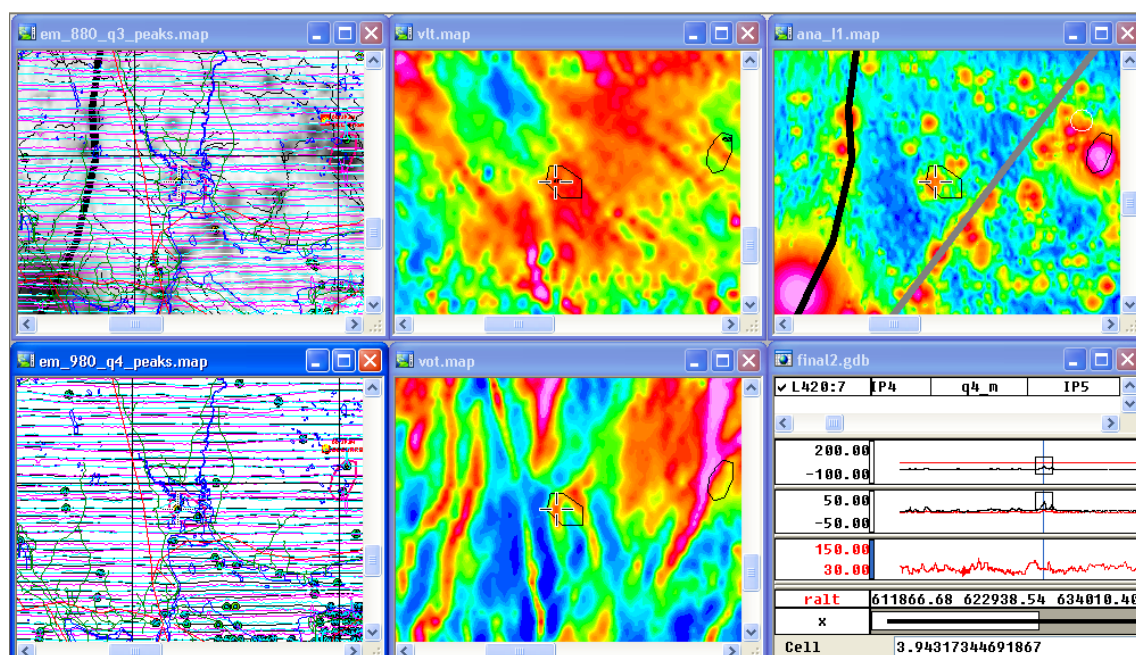 em_880_q3_peaks.map
vlt.map
ana_l1.map
em_980_q4_peaks.map
vot.map
final2.gdb
L420:7 IP4 q4_m IP5
200.00
-100.00
50.00
-50.00
150.00
30.00
ralt 611866.68 622938.54 634010.40
x
Cell 3.94317344691867